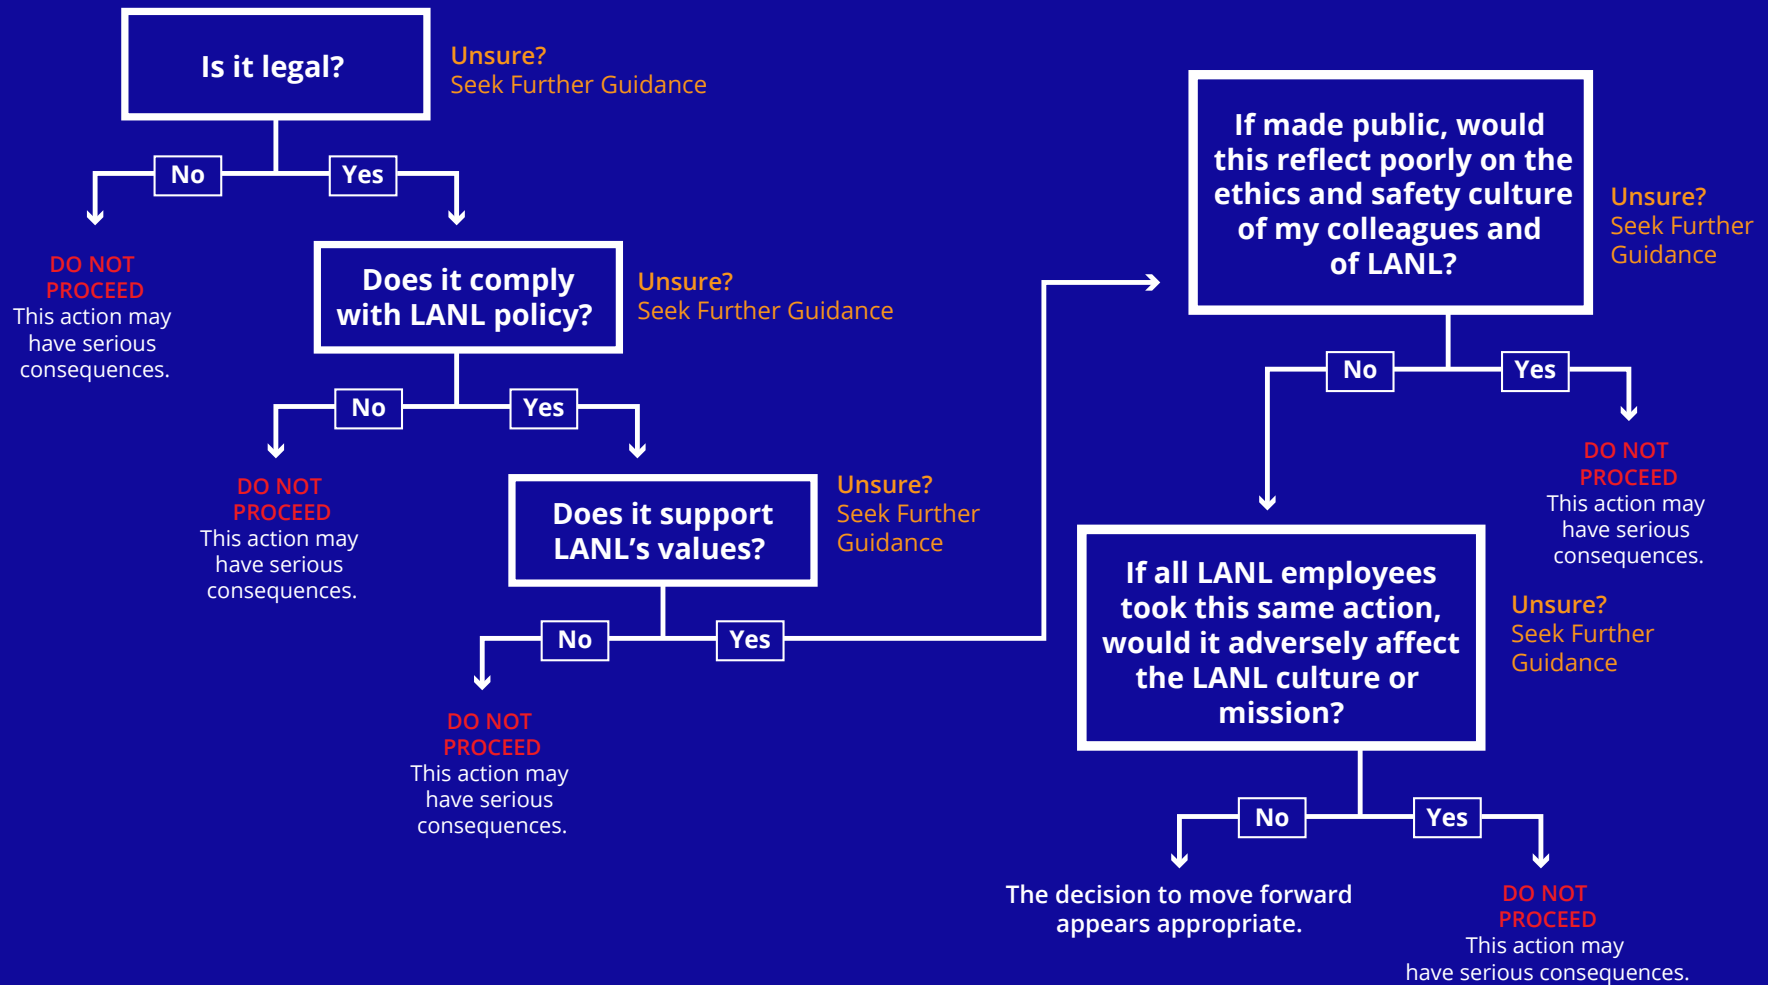 Is it legal?
Unsure?
Seek Further Guidance
No
Yes
DO NOT
PROCEED
This action may
have serious
consequences.
Does it comply
with LANL policy?
Unsure?
Seek Further Guidance
No
Yes
DO NOT
PROCEED
This action may
have serious
consequences.
Does it support
LANL’s values?
Unsure?
Seek Further
Guidance
No
Yes
DO NOT
PROCEED
This action may
have serious
consequences.
If made public, would
this reflect poorly on the
ethics and safety culture
of my colleagues and
of LANL?
Unsure?
Seek Further
Guidance
No
Yes
DO NOT
PROCEED
This action may
have serious
consequences.
If all LANL employees
took this same action,
would it adversely affect
the LANL culture or
mission?
Unsure?
Seek Further
Guidance
No
Yes
The decision to move forward
appears appropriate.
DO NOT
PROCEED
This action may
have serious consequences.